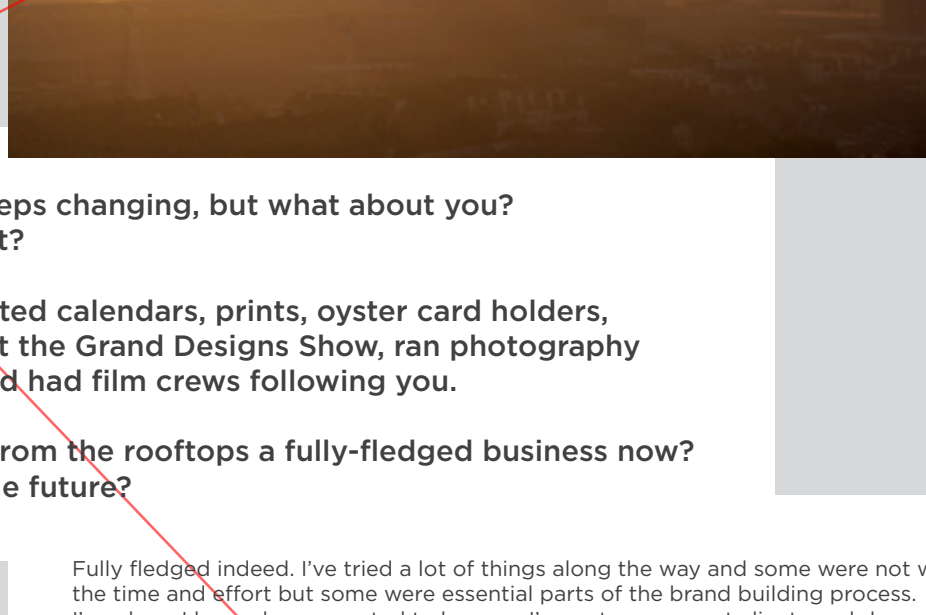 eps changing, but what about you?
t?
ted calendars, prints, oyster card holders,
t the Grand Designs Show, ran photography
d had film crews following you.
rom the rooftops a fully-fledged business now?
e future?
Fully fledged indeed. I've tried a lot of things along the way and some were not w
the time and effort but some were essential parts of the brand building process.